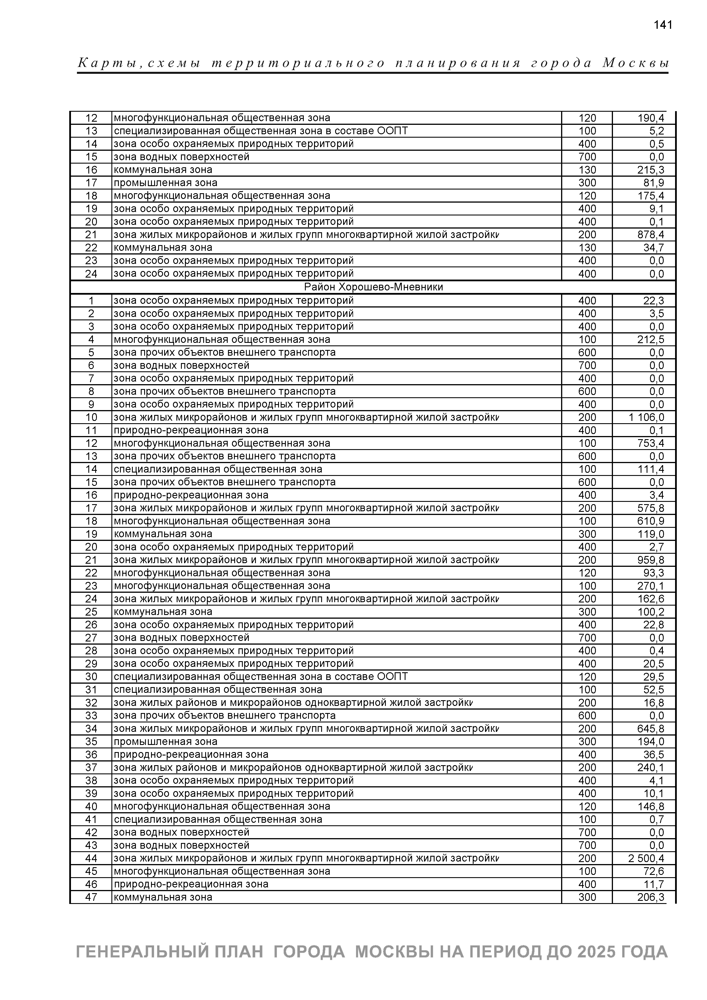 141
Карты,схемы территориального планирования города Москвы
12 многофункциональная общественная зона 120 190,4
13 специализированная общественная зона в составе ООПТ 100 5,2
14 зона особо охраняемых природных территорий 400 0,5
15 зона водных поверхностей 700 0,0
16 коммунальная зона 130 215,3
17 промышленная зона 300 81,9
18 многофункциональная общественная зона 120 175,4
19 зона особо охраняемых природных территорий 400 9,1
20 зона особо охраняемых природных территорий 400 0,1
21 зона жилых микрорайонов и жилых групп многоквартирной жилой застройки 200 878,4
22 коммунальная зона 130 34,7
23 зона особо охраняемых природных территорий 400 0,0
24 зона особо охраняемых природных территорий 400 0,0
Район Хорошево-Мневники
1 зона особо охраняемых природных территорий 400 22,3
2 зона особо охраняемых природных территорий 400 3,5
3 зона особо охраняемых природных территорий 400 0,0
4 многофункциональная общественная зона 100 212,5
5 зона прочих объектов внешнего транспорта 600 0,0
6 зона водных поверхностей 700 0,0
7 зона особо охраняемых природных территорий 400 0,0
8 зона прочих объектов внешнего транспорта 600 0,0
9 зона особо охраняемых природных территорий 400 0,0
10 зона жилых микрорайонов и жилых групп многоквартирной жилой застройки 200 1 106,0
11 природно-рекреационная зона 400 0,1
12 многофункциональная общественная зона 100 753,4
13 зона прочих объектов внешнего транспорта 600 0,0
14 специализированная общественная зона 100 111,4
15 зона прочих объектов внешнего транспорта 600 0,0
16 природно-рекреационная зона 400 3,4
17 зона жилых микрорайонов и жилых групп многоквартирной жилой застройки 200 575,8
18 многофункциональная общественная зона 100 610,9
19 коммунальная зона 300 119,0
20 зона особо охраняемых природных территорий 400 2,7
21 зона жилых микрорайонов и жилых групп многоквартирной жилой застройки 200 959,8
22 многофункциональная общественная зона 120 93,3
23 многофункциональная общественная зона 100 270,1
24 зона жилых микрорайонов и жилых групп многоквартирной жилой застройки 200 162,6
25 коммунальная зона 300 100,2
26 зона особо охраняемых природных территорий 400 22,8
27 зона водных поверхностей 700 0,0
28 зона особо охраняемых природных территорий 400 0,4
29 зона особо охраняемых природных территорий 400 20,5
30 специализированная общественная зона в составе ООПТ 120 29,5
31 специализированная общественная зона 100 52,5
32 зона жилых районов и микрорайонов одноквартирной жилой застройки 200 16,8
33 зона прочих объектов внешнего транспорта 600 0,0
34 зона жилых микрорайонов и жилых групп многоквартирной жилой застройки 200 645,8
35 промышленная зона 300 194,0
36 природно-рекреационная зона 400 36,5
37 зона жилых районов и микрорайонов одноквартирной жилой застройки 200 240,1
38 зона особо охраняемых природных территорий 400 4,1
39 зона особо охраняемых природных территорий 400 10,1
40 многофункциональная общественная зона 120 146,8
41 специализированная общественная зона 100 0,7
42 зона водных поверхностей 700 0,0
43 зона водных поверхностей 700 0,0
44 зона жилых микрорайонов и жилых групп многоквартирной жилой застройки 200 2 500,4
45 многофункциональная общественная зона 100 72,6
46 природно-рекреационная зона 400 11,7
47 коммунальная зона 300 206,3
ГЕНЕРАЛЬНЫЙ ПЛАН ГОРОДА МОСКВЫ НА ПЕРИОД ДО 2025 ГОДА